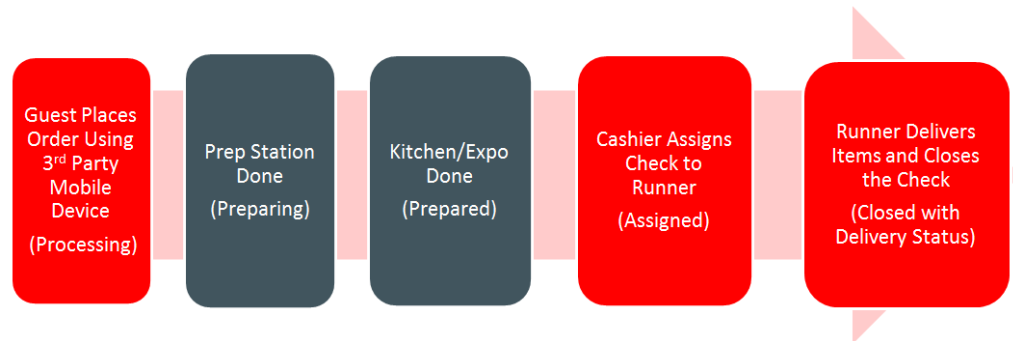 Guest Places
Order Using
3rd Party
Mobile
Device
(Processing)
Prep Station
Done
(Preparing)
Kitchen/Expo
Done
(Prepared)
Cashier Assigns
Check to
Runner
(Assigned)
Runner Delivers
Items and Closes
the Check
(Closed with
Delivery Status)